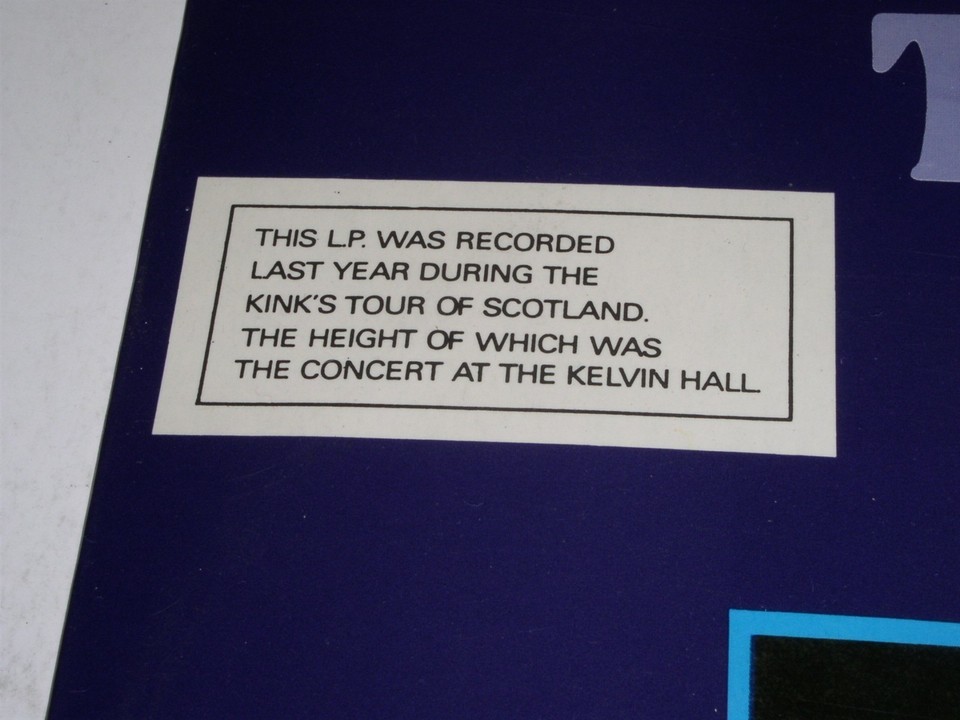 T
THIS L.P. WAS RECORDED
LAST YEAR DURING THE
KINK'S TOUR OF SCOTLAND.
THE HEIGHT OF WHICH WAS
THE CONCERT AT THE KELVIN HALL.